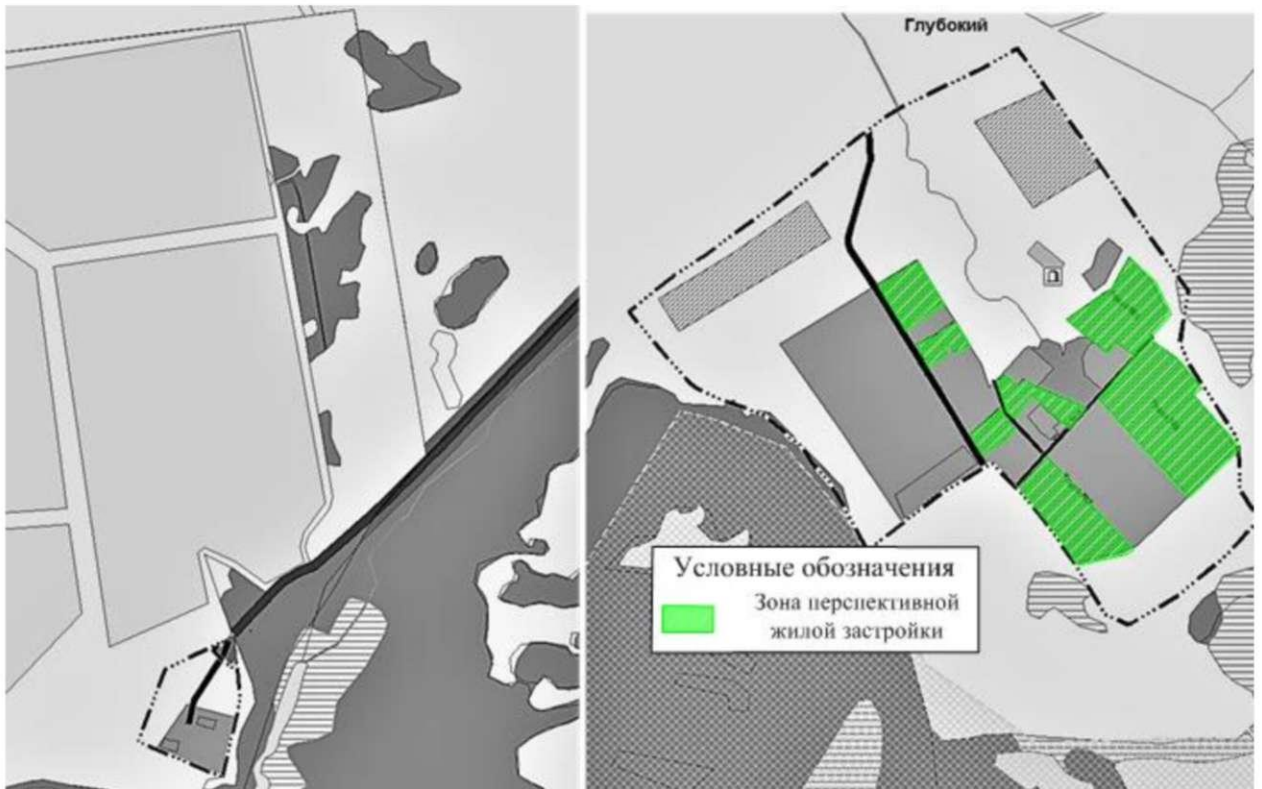 Глубокий
Условные обозначения
Зона перспективной
жилой застройки